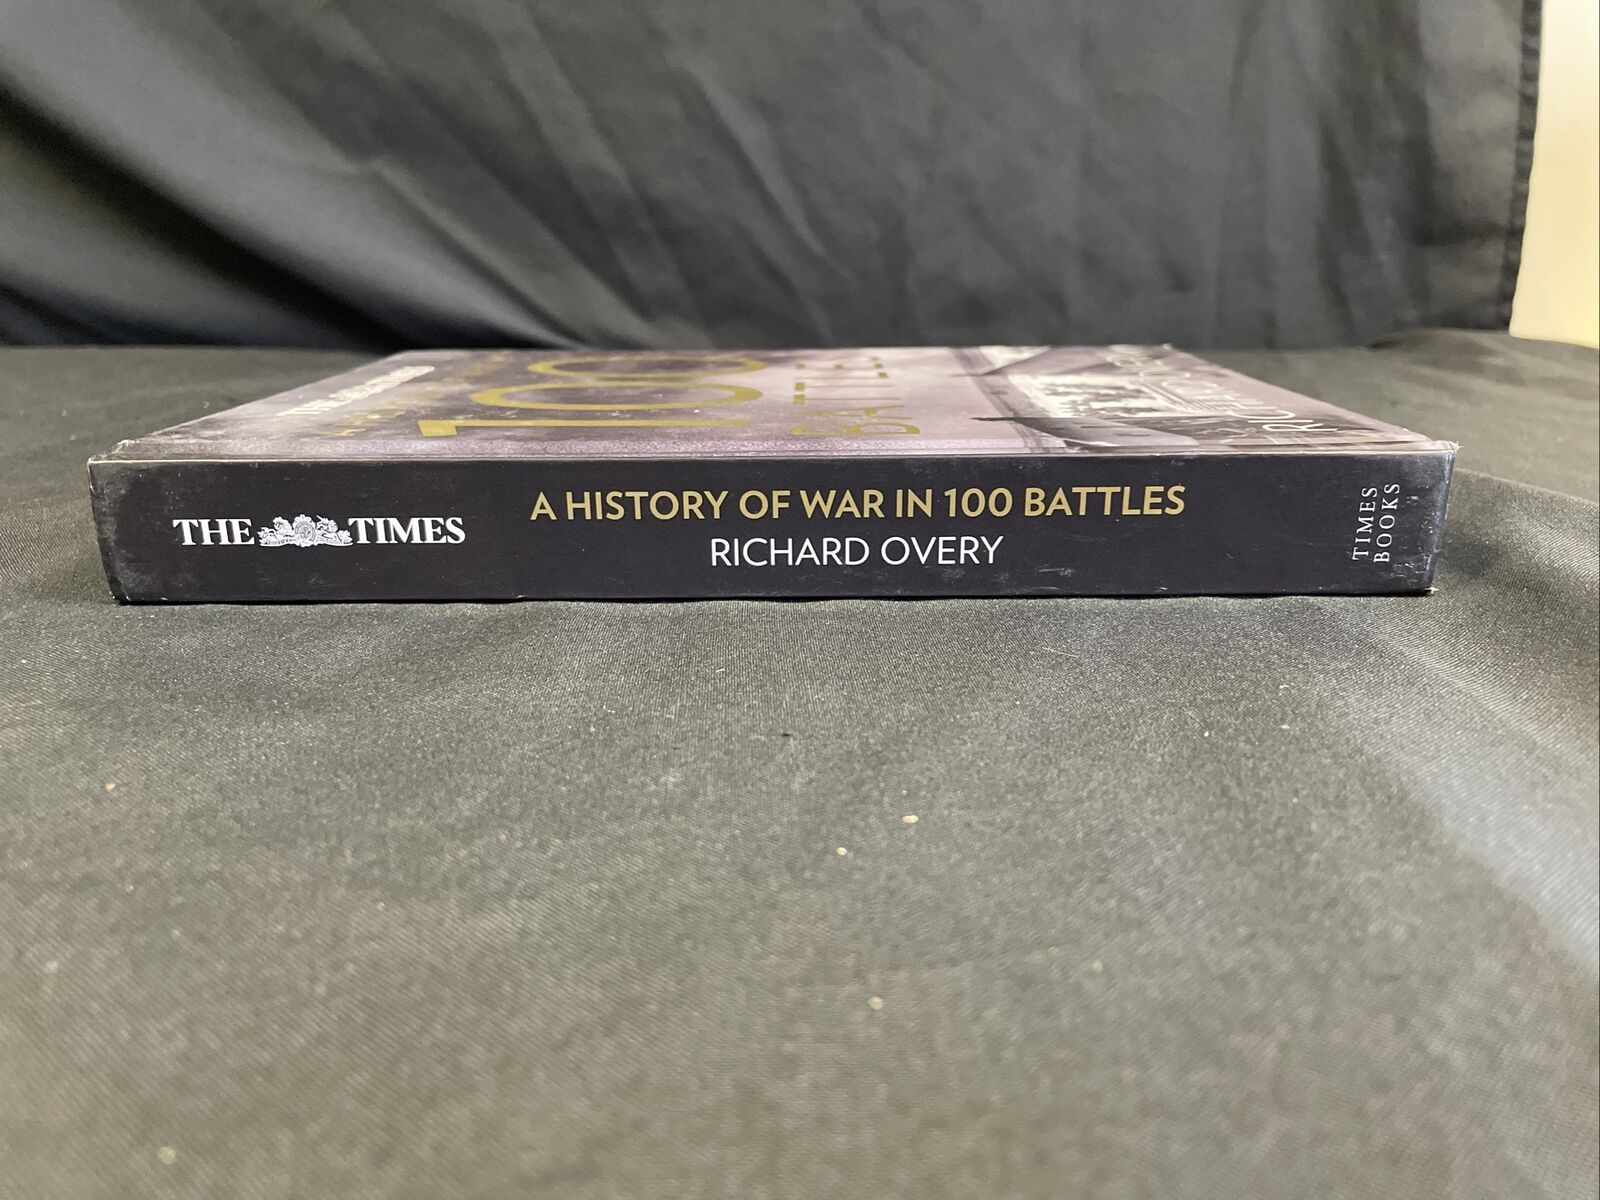 THE TIMES
A HISTORY OF WAR IN 100 BATTLES
RICHARD OVERY
TIMES
BOOKS
100
BATTLES